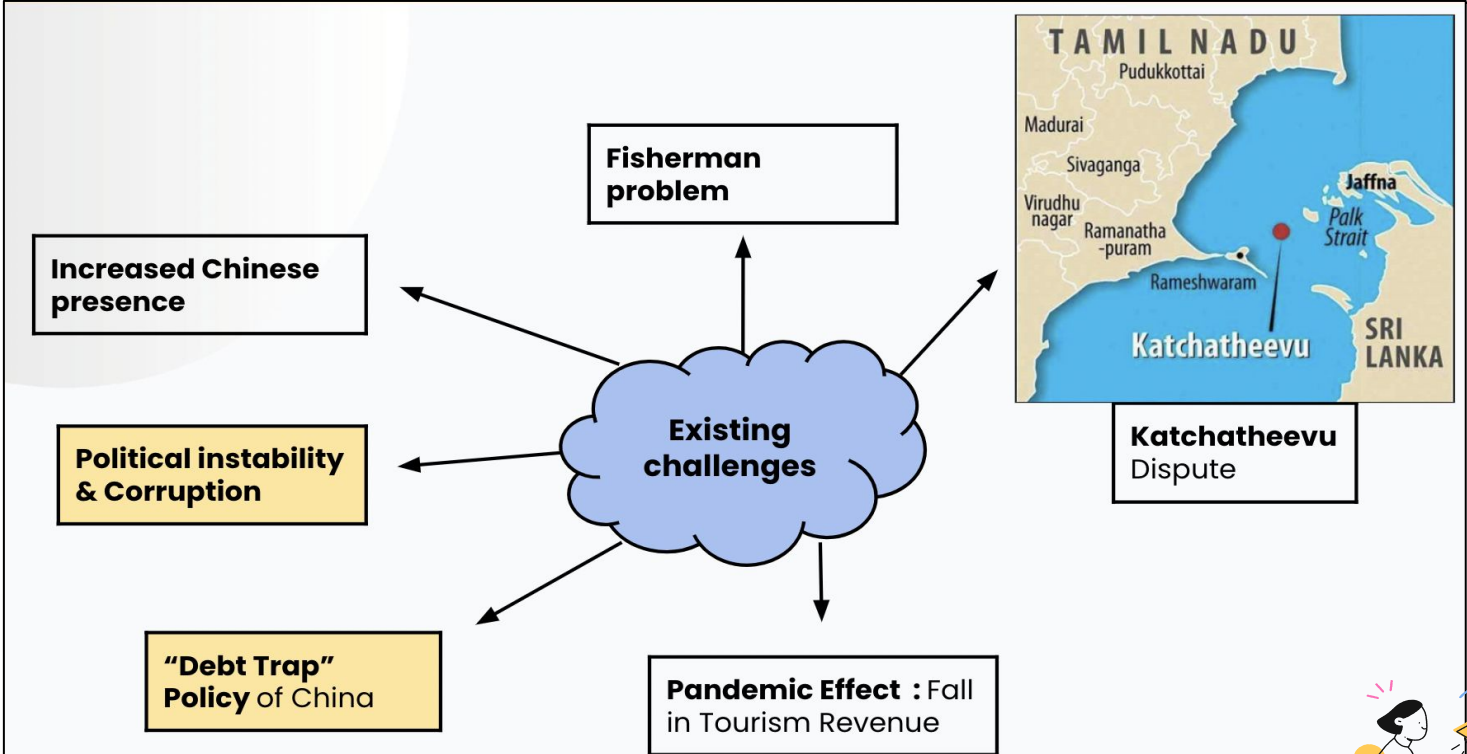 Fisherman
problem
Increased Chinese
presence
Political instability
& Corruption
“Debt Trap”
Policy of China
Existing
challenges
Pandemic Effect : Fall
in Tourism Revenue
TAMIL NADU
Pudukkottai
Madurai
Sivaganga
Virudhu
nagar
Ramanatha
-puram
Rameshwaram
Jaffna
Palk
Strait
Katchatheevu
SRI
LANKA
Katchatheevu
Dispute